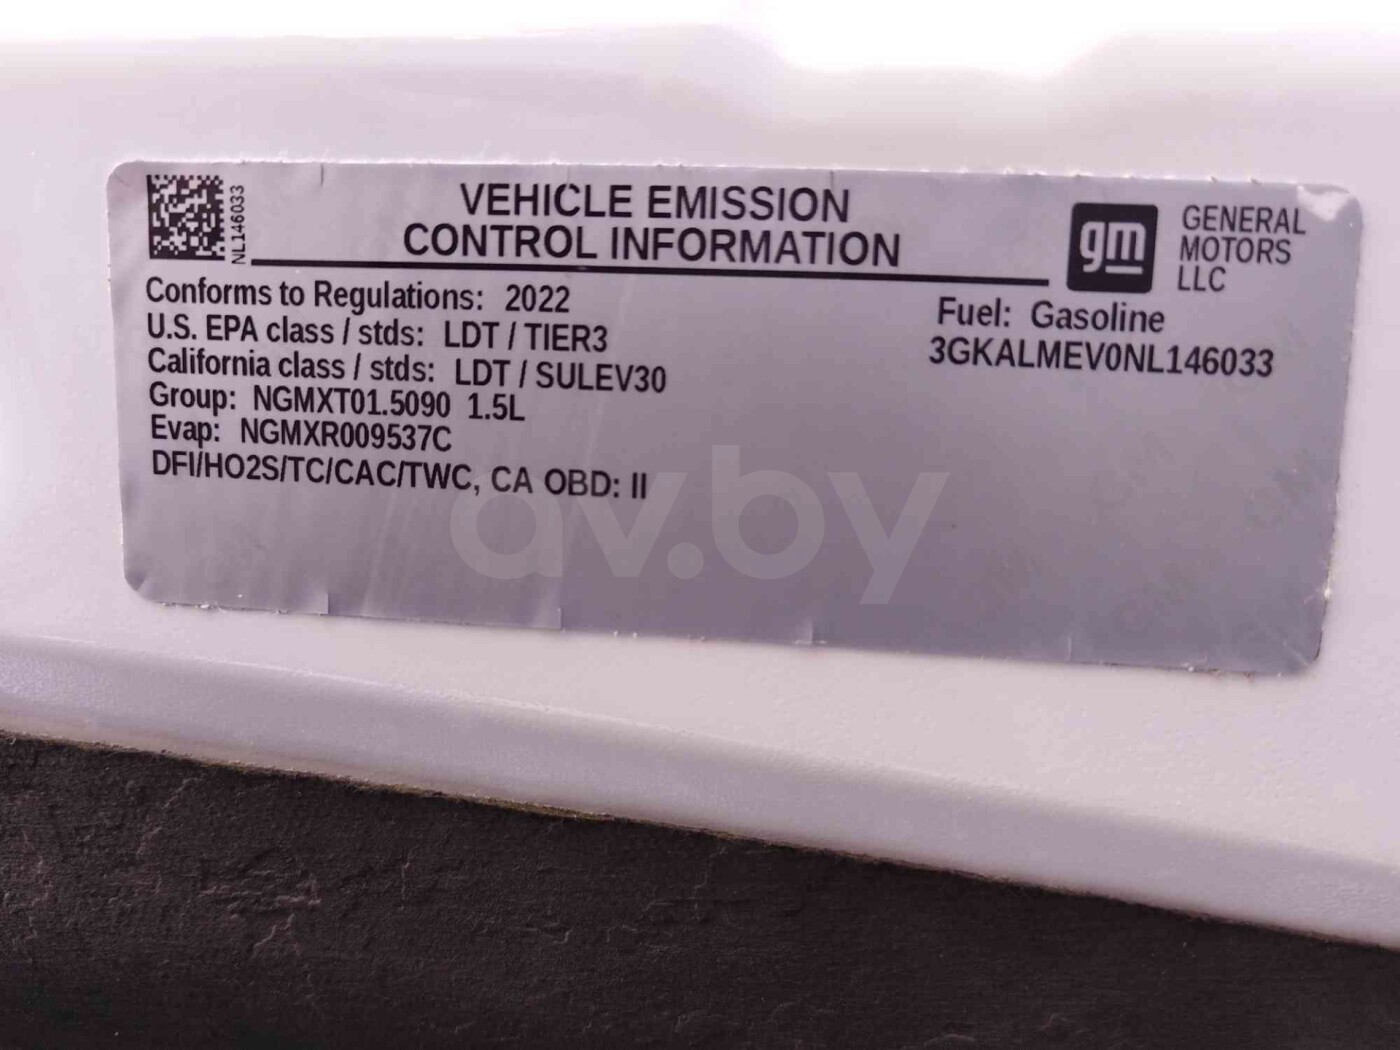 NL146033
VEHICLE EMISSION
CONTROL INFORMATION
gm
GENERAL
MOTORS
LLC
Conforms to Regulations: 2022
U.S. EPA class / stds: LDT / TIER3
California class / stds: LDT / SULEV30
Group: NGMXT01.5090 1.5L
Evap: NGMXR009537C
DFI/HO2S/TC/CAC/TWC, CA OBD: II
Fuel: Gasoline
3GKALMEV0NL146033
av.by